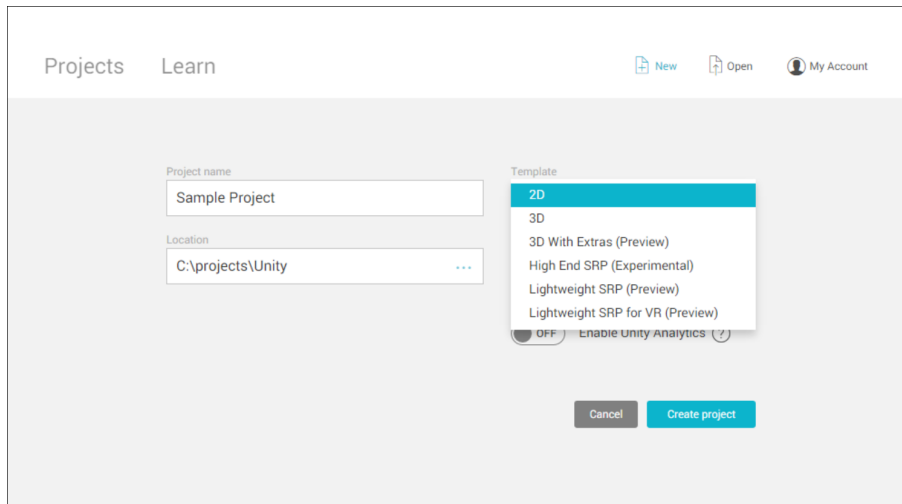 Projects
Learn
New
Open
My Account
Project name
Sample Project
Location
C:\projects\Unity
...
Template
2D
3D
3D With Extras (Preview)
High End SRP (Experimental)
Lightweight SRP (Preview)
Lightweight SRP for VR (Preview)
OFF
Enable Unity Analytics ?
Cancel
Create project